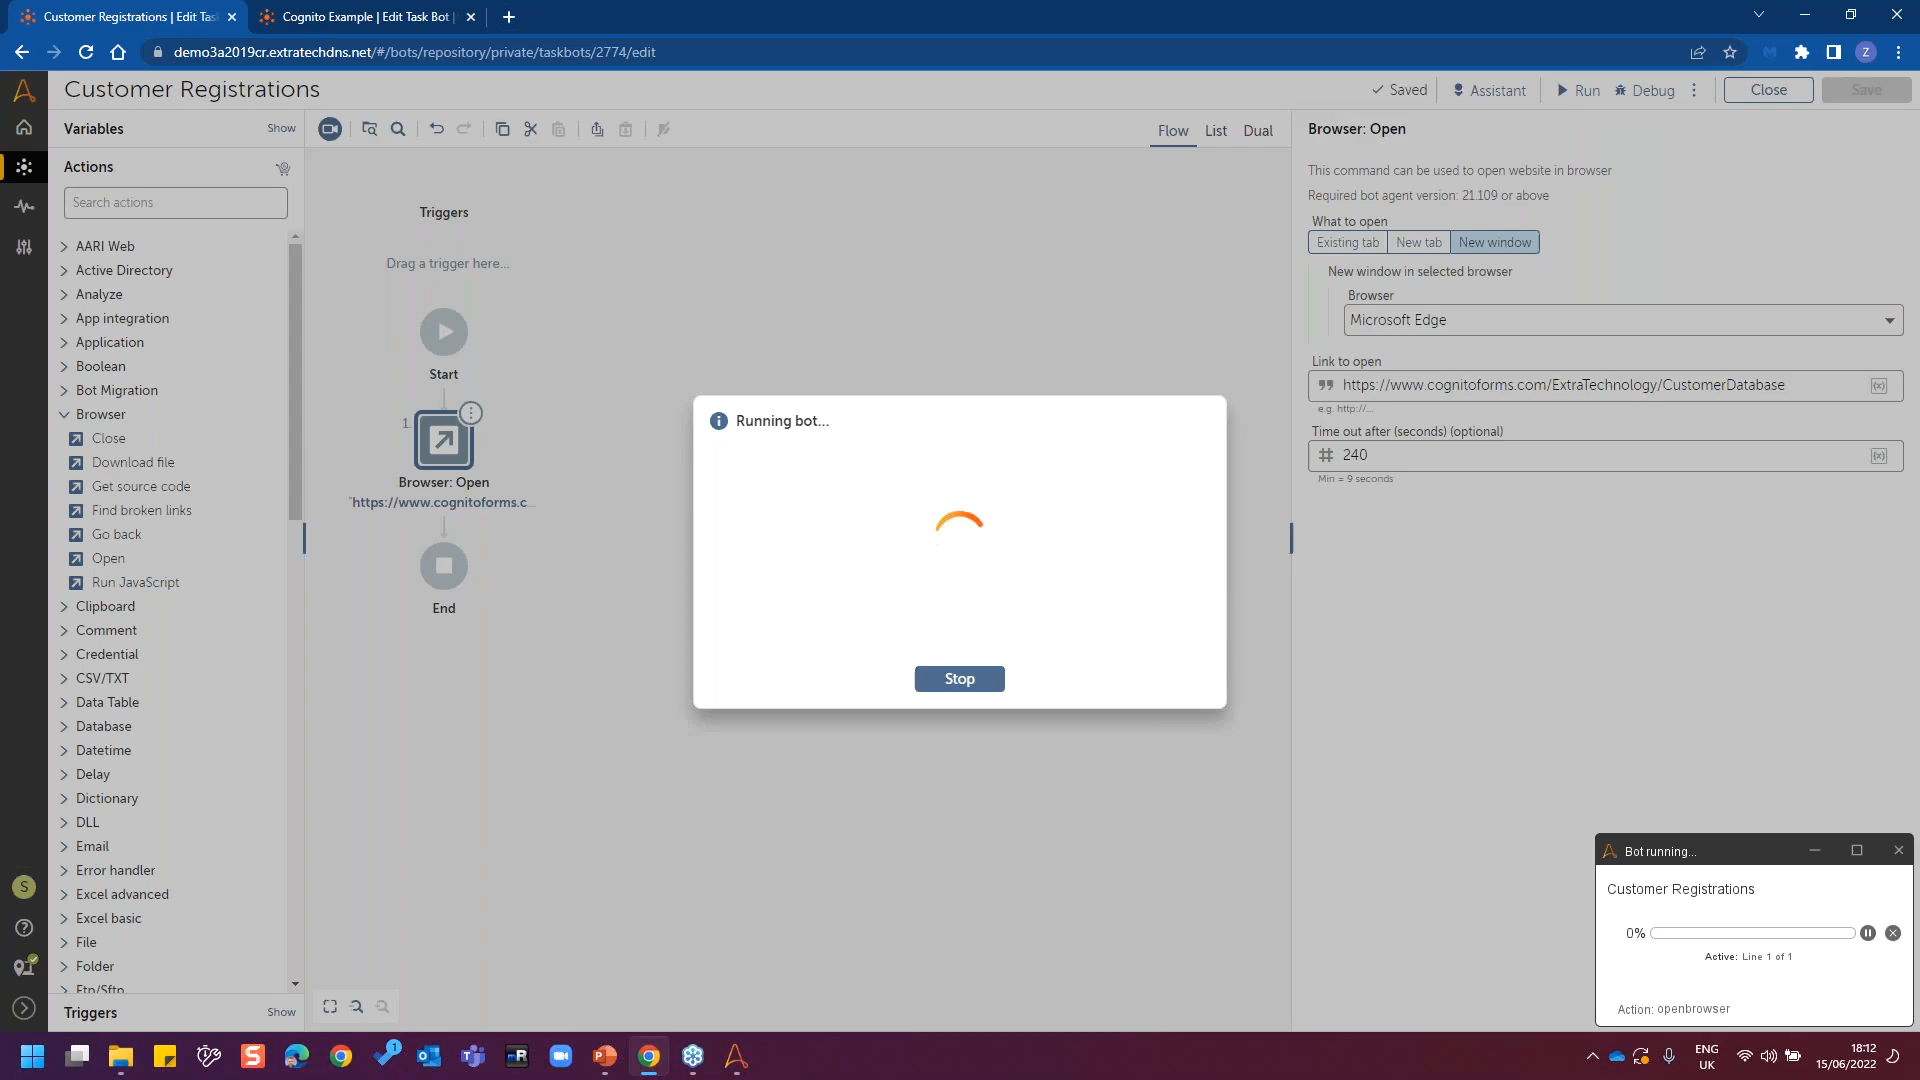 Customer Registrations | Edit Tas
Cognito Example | Edit Task Bot |
demo3a2019cr.extratechdns.net/#/bots/repository/private/taskbots/2774/edit
Z
Customer Registrations
Saved
Assistant
Run
Debug
Close
Save
Variables
Show
Actions
Search actions
AARI Web
Active Directory
Analyze
App integration
Application
Boolean
Bot Migration
Browser
Close
Download file
Get source code
Find broken links
Go back
Open
Run JavaScript
Clipboard
Comment
Credential
CSV/TXT
Data Table
Database
Datetime
Delay
Dictionary
DLL
Email
Error handler
Excel advanced
Excel basic
File
Folder
Ftp/Sftp
Triggers
Show
S
Flow
List
Dual
Triggers
Drag a trigger here...
Start
1.
Browser: Open
"https://www.cognitoforms.c...
End
Running bot...
Stop
Browser: Open
This command can be used to open website in browser
Required bot agent version: 21.109 or above
What to open
Existing tab
New tab
New window
New window in selected browser
Browser
Microsoft Edge
Link to open
https://www.cognitoforms.com/ExtraTechnology/CustomerDatabase
(x)
e.g. http://...
Time out after (seconds) (optional)
240
(x)
Min = 9 seconds
Bot running...
Customer Registrations
0%
Active: Line 1 of 1
Action: openbrowser
1
ENG
UK
18:12
15/06/2022